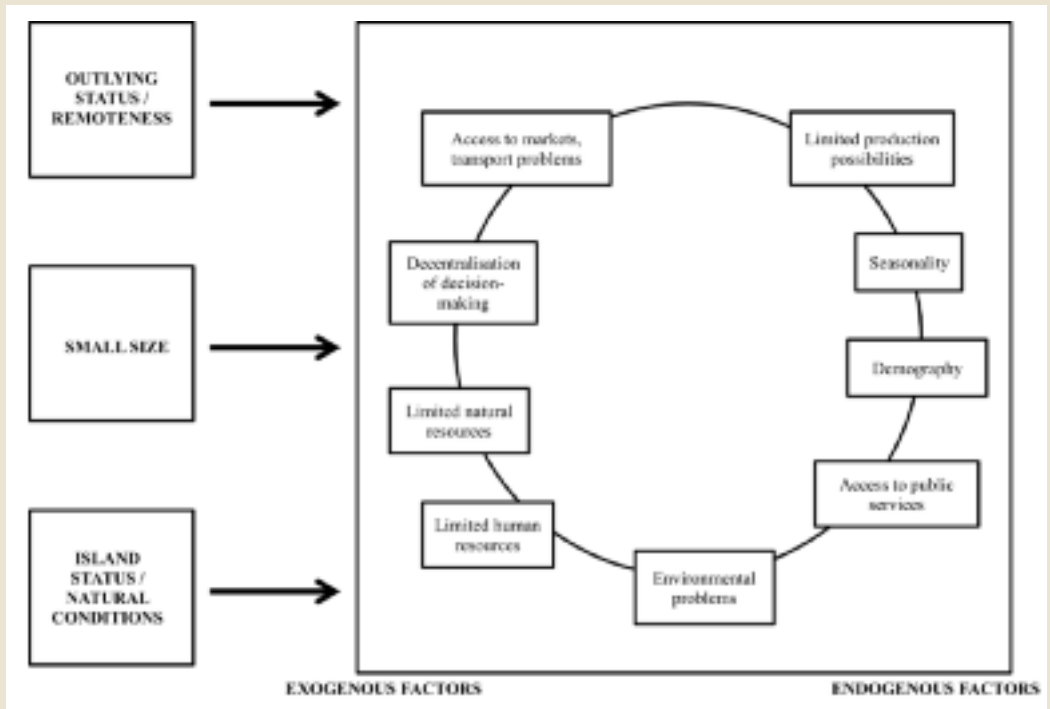 OUTLYING
STATUS /
REMOTENESS
SMALL SIZE
ISLAND
STATUS /
NATURAL
CONDITIONS
Access to markets,
transport problems
Limited production
possibilities
Decentralisation
of decision-
making
Seasonality
Demography
Limited natural
resources
Access to public
services
Limited human
resources
Environmental
problems
EXOGENOUS FACTORS
ENDOGENOUS FACTORS